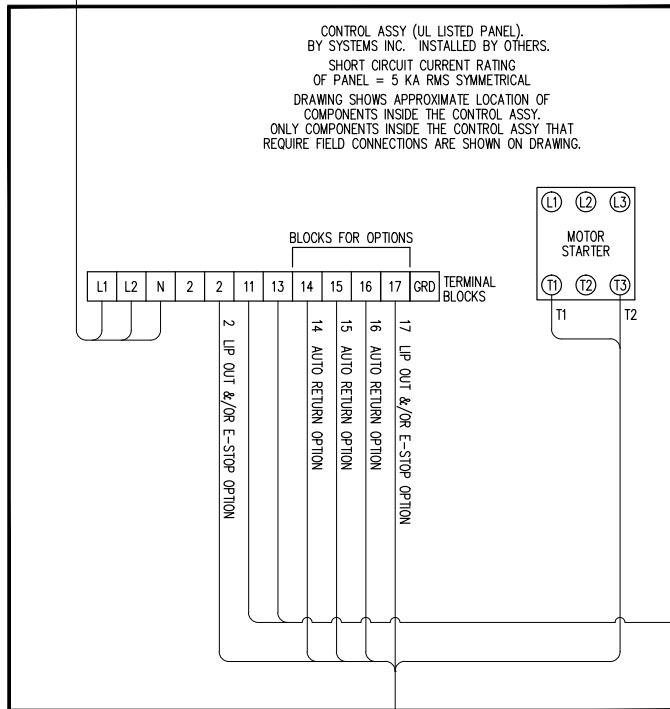 CONTROL ASSY (UL LISTED PANEL).
BY SYSTEMS INC. INSTALLED BY OTHERS.
SHORT CIRCUIT CURRENT RATING
OF PANEL = 5 KA RMS SYMMETRICAL
DRAWING SHOWS APPROXIMATE LOCATION OF
COMPONENTS INSIDE THE CONTROL ASSY.
ONLY COMPONENTS INSIDE THE CONTROL ASSY THAT
REQUIRE FIELD CONNECTIONS ARE SHOWN ON DRAWING.
L1 L2 L3
MOTOR
STARTER
T1 T2 T3
T1 T2
BLOCKS FOR OPTIONS
L1 L2 N 2 2 11 13 14 15 16 17 GRD
TERMINAL
BLOCKS
2 LIP OUT &/OR E-STOP OPTION
14 AUTO RETURN OPTION
15 AUTO RETURN OPTION
16 AUTO RETURN OPTION
17 LIP OUT &/OR E-STOP OPTION